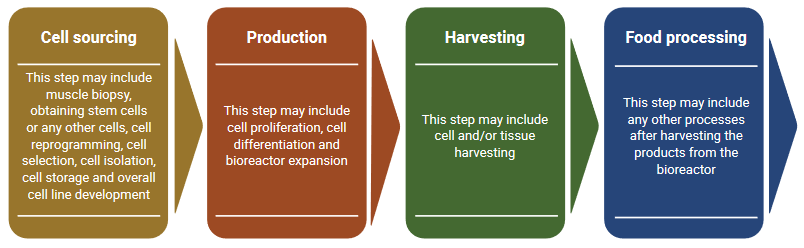 Cell sourcing
This step may include
muscle biopsy,
obtaining stem cells
or any other cells, cell
reprogramming, cell
selection, cell isolation,
cell storage and overall
cell line development
Production
This step may include
cell proliferation, cell
differentiation and
bioreactor expansion
Harvesting
This step may include
cell and/or tissue
harvesting
Food processing
This step may include
any other processes
after harvesting the
products from the
bioreactor